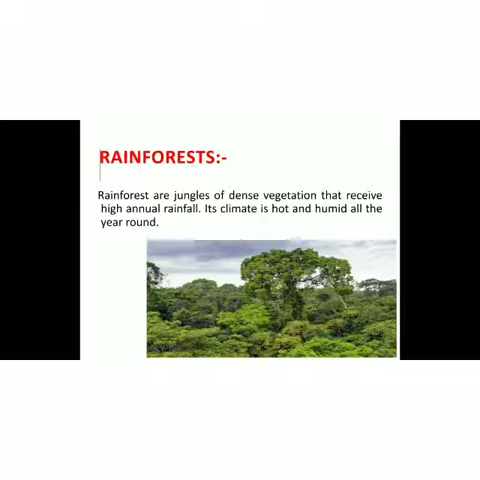 RAINFORESTS:-
Rainforest are jungles of dense vegetation that receive
high annual rainfall. Its climate is hot and humid all the
year round.